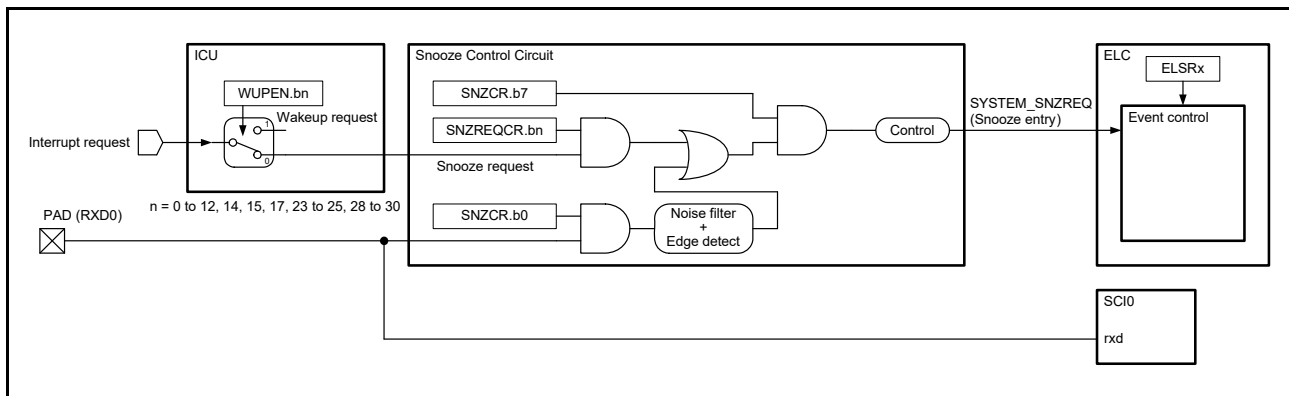 ICU
WUPEN.bn
1
Wakeup request
0
Interrupt request
n = 0 to 12, 14, 15, 17, 23 to 25, 28 to 30
PAD (RXD0)
Snooze Control Circuit
SNZCR.b7
SNZREQCR.bn
Snooze request
SNZCR.b0
Noise filter
+
Edge detect
Control
SYSTEM_SNZREQ
(Snooze entry)
ELC
ELSRx
Event control
SCI0
rxd